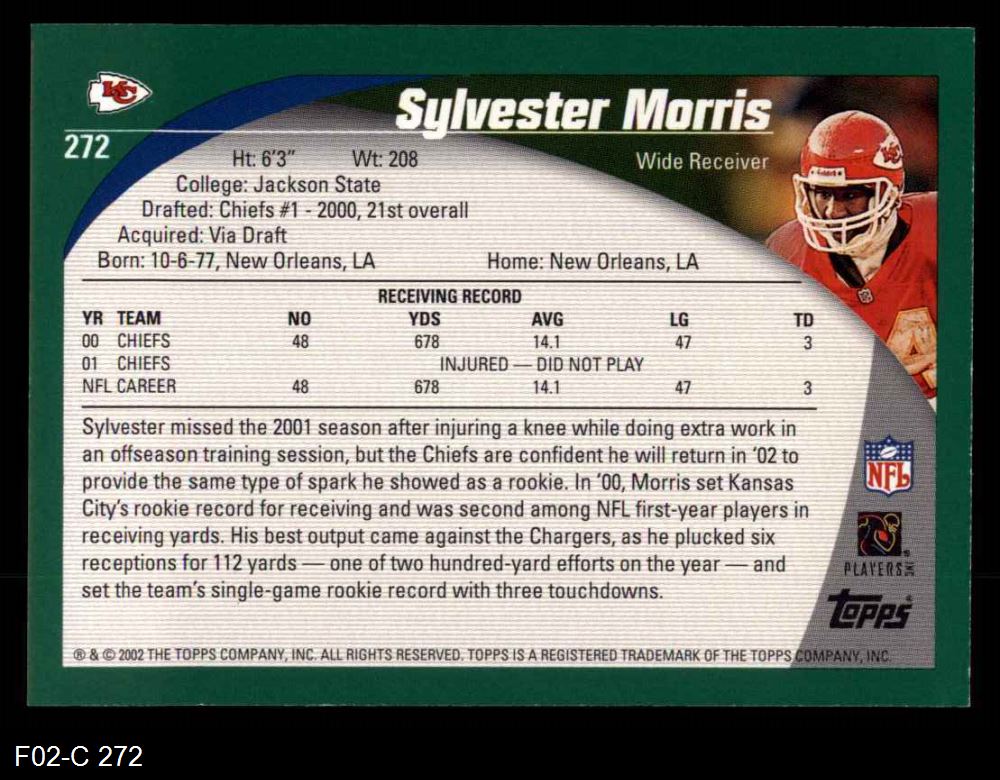 KC
Sylvester Morris
272
Wide Receiver
Ht: 6'3" Wt: 208
College: Jackson State
Drafted: Chiefs #1 - 2000, 21st overall
Acquired: Via Draft
Born: 10-6-77, New Orleans, LA Home: New Orleans, LA
RECEIVING RECORD
YR TEAM NO YDS AVG LG TD
00 CHIEFS 48 678 14.1 47 3
01 CHIEFS INJURED — DID NOT PLAY
NFL CAREER 48 678 14.1 47 3
Sylvester missed the 2001 season after injuring a knee while doing extra work in
an offseason training session, but the Chiefs are confident he will return in '02 to
provide the same type of spark he showed as a rookie. In '00, Morris set Kansas
City's rookie record for receiving and was second among NFL first-year players in
receiving yards. His best output came against the Chargers, as he plucked six
receptions for 112 yards — one of two hundred-yard efforts on the year — and
set the team's single-game rookie record with three touchdowns.
NFL
PLAYERS INC
Topps®
® & © 2002 THE TOPPS COMPANY, INC. ALL RIGHTS RESERVED. TOPPS IS A REGISTERED TRADEMARK OF THE TOPPS COMPANY, INC.
F02-C 272